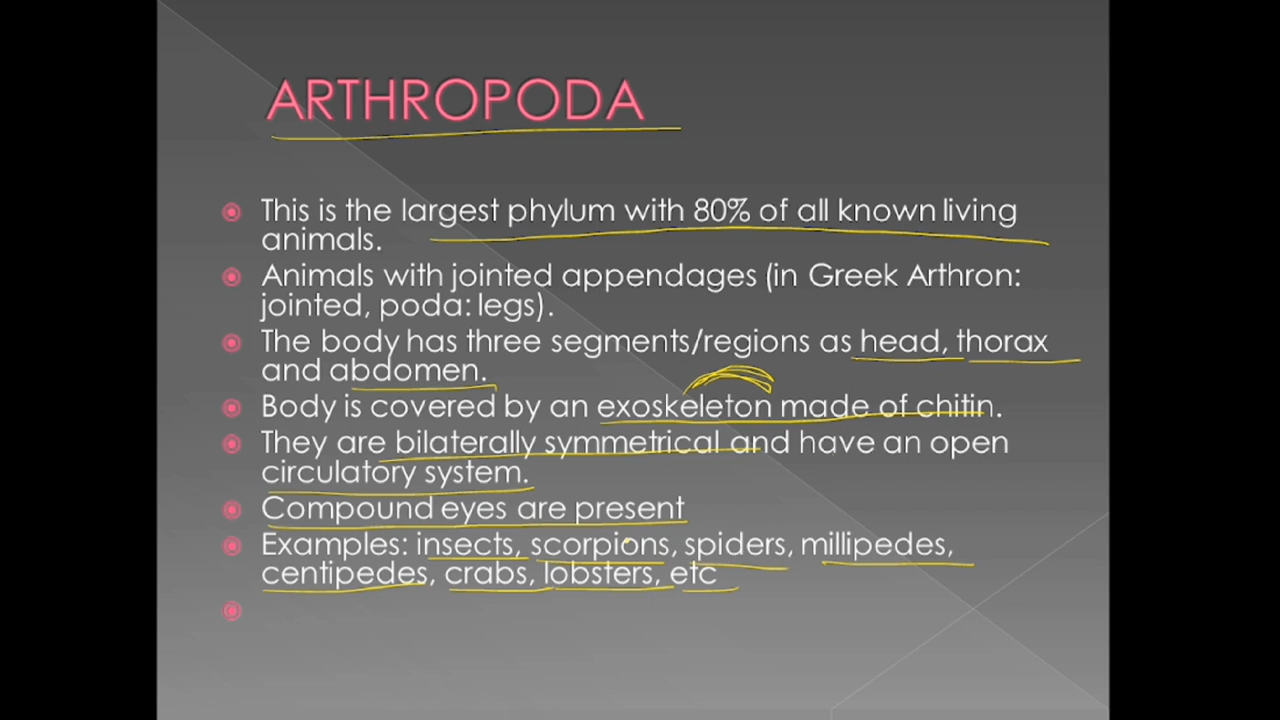 ARTHROPODA
This is the largest phylum with 80% of all known living
animals.
Animals with jointed appendages (in Greek Arthron:
jointed, poda: legs).
The body has three segments/regions as head, thorax
and abdomen.
Body is covered by an exoskeleton made of chitin.
They are bilaterally symmetrical and have an open
circulatory system.
Compound eyes are present
Examples: insects, scorpions, spiders, millipedes,
centipedes, crabs, lobsters, etc